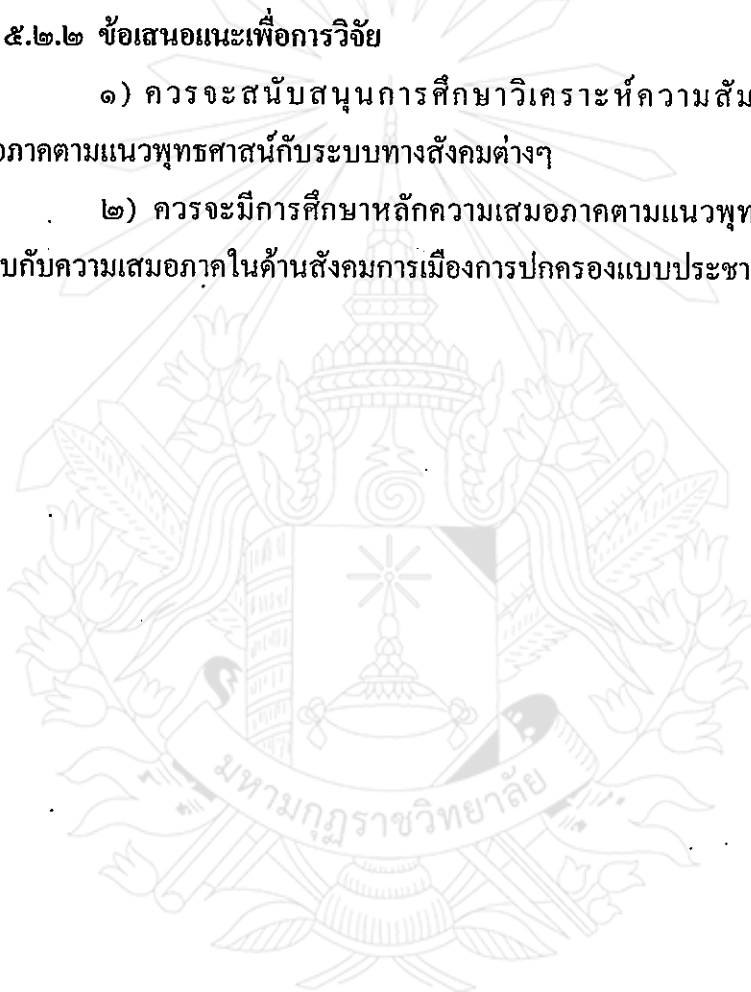 ๕.๒.๒ ข้อเสนอแนะเพื่อการวิจัย
๑) ควรจะสนับสนุนการศึกษาวิเคราะห์ความสัม
อภาคตามแนวพุทธศาสน์กับระบบทางสังคมต่างๆ
๒) ควรจะมีการศึกษาหลักความเสมอภาคตามแนวพุท
บกับความเสมอภาคในด้านสังคมการเมืองการปกครองแบบประชา
มหามกุฏราชวิทยาลัย